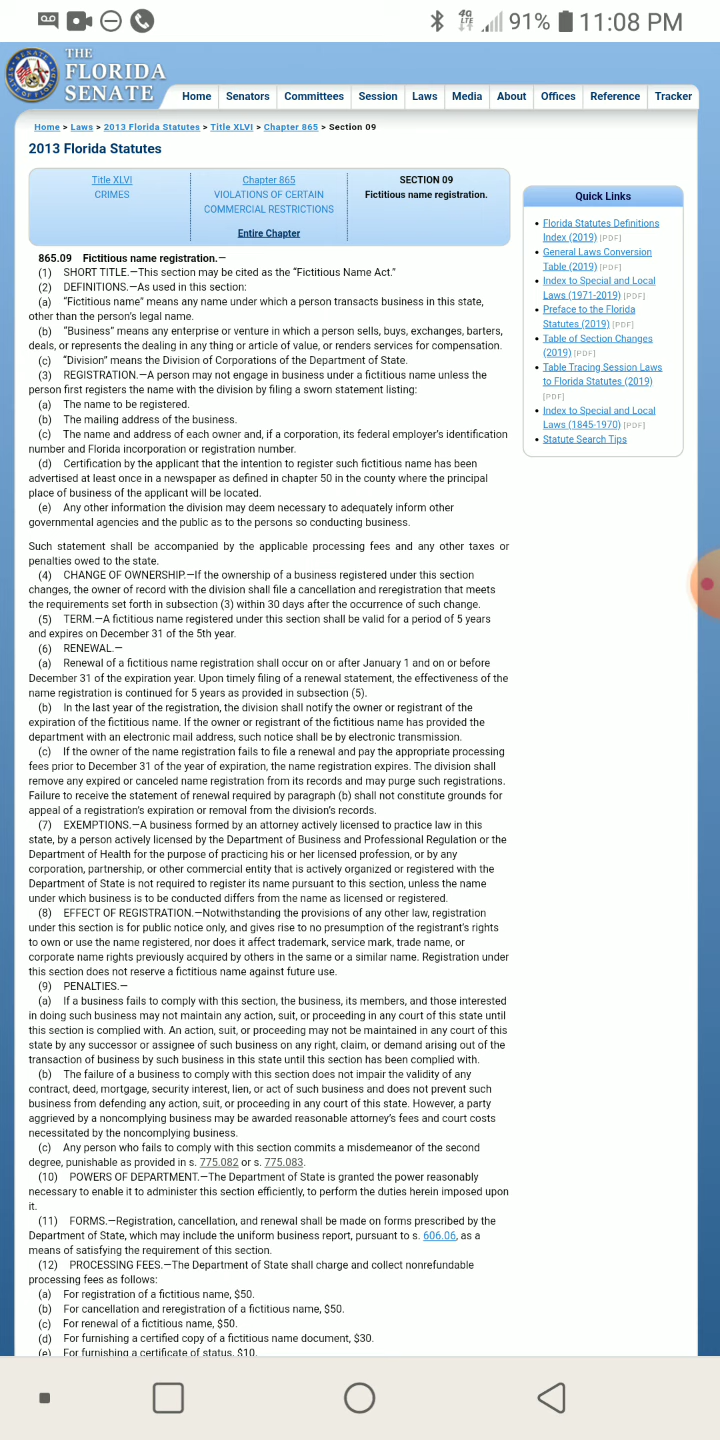 4G
LTE
91%
11:08 PM
THE
FLORIDA
SENATE
Home
Senators
Committees
Session
Laws
Media
About
Offices
Reference
Tracker
Home > Laws > 2013 Florida Statutes > Title XLVI > Chapter 865 > Section 09
2013 Florida Statutes
Title XLVI
CRIMES
Chapter 865
VIOLATIONS OF CERTAIN
COMMERCIAL RESTRICTIONS
Entire Chapter
SECTION 09
Fictitious name registration.
865.09 Fictitious name registration.—
(1) SHORT TITLE.—This section may be cited as the “Fictitious Name Act.”
(2) DEFINITIONS.—As used in this section:
(a) “Fictitious name” means any name under which a person transacts business in this state,
other than the person’s legal name.
(b) “Business” means any enterprise or venture in which a person sells, buys, exchanges, barters,
deals, or represents the dealing in any thing or article of value, or renders services for compensation.
(c) “Division” means the Division of Corporations of the Department of State.
(3) REGISTRATION.—A person may not engage in business under a fictitious name unless the
person first registers the name with the division by filing a sworn statement listing:
(a) The name to be registered.
(b) The mailing address of the business.
(c) The name and address of each owner and, if a corporation, its federal employer’s identification
number and Florida incorporation or registration number.
(d) Certification by the applicant that the intention to register such fictitious name has been
advertised at least once in a newspaper as defined in chapter 50 in the county where the principal
place of business of the applicant will be located.
(e) Any other information the division may deem necessary to adequately inform other
governmental agencies and the public as to the persons so conducting business.
Such statement shall be accompanied by the applicable processing fees and any other taxes or
penalties owed to the state.
(4) CHANGE OF OWNERSHIP.—If the ownership of a business registered under this section
changes, the owner of record with the division shall file a cancellation and reregistration that meets
the requirements set forth in subsection (3) within 30 days after the occurrence of such change.
(5) TERM.—A fictitious name registered under this section shall be valid for a period of 5 years
and expires on December 31 of the 5th year.
(6) RENEWAL.—
(a) Renewal of a fictitious name registration shall occur on or after January 1 and on or before
December 31 of the expiration year. Upon timely filing of a renewal statement, the effectiveness of the
name registration is continued for 5 years as provided in subsection (5).
(b) In the last year of the registration, the division shall notify the owner or registrant of the
expiration of the fictitious name. If the owner or registrant of the fictitious name has provided the
department with an electronic mail address, such notice shall be by electronic transmission.
(c) If the owner of the name registration fails to file a renewal and pay the appropriate processing
fees prior to December 31 of the year of expiration, the name registration expires. The division shall
remove any expired or canceled name registration from its records and may purge such registrations.
Failure to receive the statement of renewal required by paragraph (b) shall not constitute grounds for
appeal of a registration’s expiration or removal from the division’s records.
(7) EXEMPTIONS.—A business formed by an attorney actively licensed to practice law in this
state, by a person actively licensed by the Department of Business and Professional Regulation or the
Department of Health for the purpose of practicing his or her licensed profession, or by any
corporation, partnership, or other commercial entity that is actively organized or registered with the
Department of State is not required to register its name pursuant to this section, unless the name
under which business is to be conducted differs from the name as licensed or registered.
(8) EFFECT OF REGISTRATION.—Notwithstanding the provisions of any other law, registration
under this section is for public notice only, and gives rise to no presumption of the registrant’s rights
to own or use the name registered, nor does it affect trademark, service mark, trade name, or
corporate name rights previously acquired by others in the same or a similar name. Registration under
this section does not reserve a fictitious name against future use.
(9) PENALTIES.—
(a) If a business fails to comply with this section, the business, its members, and those interested
in doing such business may not maintain any action, suit, or proceeding in any court of this state until
this section is complied with. An action, suit, or proceeding may not be maintained in any court of this
state by any successor or assignee of such business on any right, claim, or demand arising out of the
transaction of business by such business in this state until this section has been complied with.
(b) The failure of a business to comply with this section does not impair the validity of any
contract, deed, mortgage, security interest, lien, or act of such business and does not prevent such
business from defending any action, suit, or proceeding in any court of this state. However, a party
aggrieved by a noncomplying business may be awarded reasonable attorney’s fees and court costs
necessitated by the noncomplying business.
(c) Any person who fails to comply with this section commits a misdemeanor of the second
degree, punishable as provided in s. 775.082 or s. 775.083.
(10) POWERS OF DEPARTMENT.—The Department of State is granted the power reasonably
necessary to enable it to administer this section efficiently, to perform the duties herein imposed upon
it.
(11) FORMS.—Registration, cancellation, and renewal shall be made on forms prescribed by the
Department of State, which may include the uniform business report, pursuant to s. 606.06, as a
means of satisfying the requirement of this section.
(12) PROCESSING FEES.—The Department of State shall charge and collect nonrefundable
processing fees as follows:
(a) For registration of a fictitious name, $50.
(b) For cancellation and reregistration of a fictitious name, $50.
(c) For renewal of a fictitious name, $50.
(d) For furnishing a certified copy of a fictitious name document, $30.
(e) For furnishing a certificate of status, $10.
Quick Links
Florida Statutes Definitions
Index (2019) [PDF]
General Laws Conversion
Table (2019) [PDF]
Index to Special and Local
Laws (1971-2019) [PDF]
Preface to the Florida
Statutes (2019) [PDF]
Table of Section Changes
(2019) [PDF]
Table Tracing Session Laws
to Florida Statutes (2019)
[PDF]
Index to Special and Local
Laws (1845-1970) [PDF]
Statute Search Tips